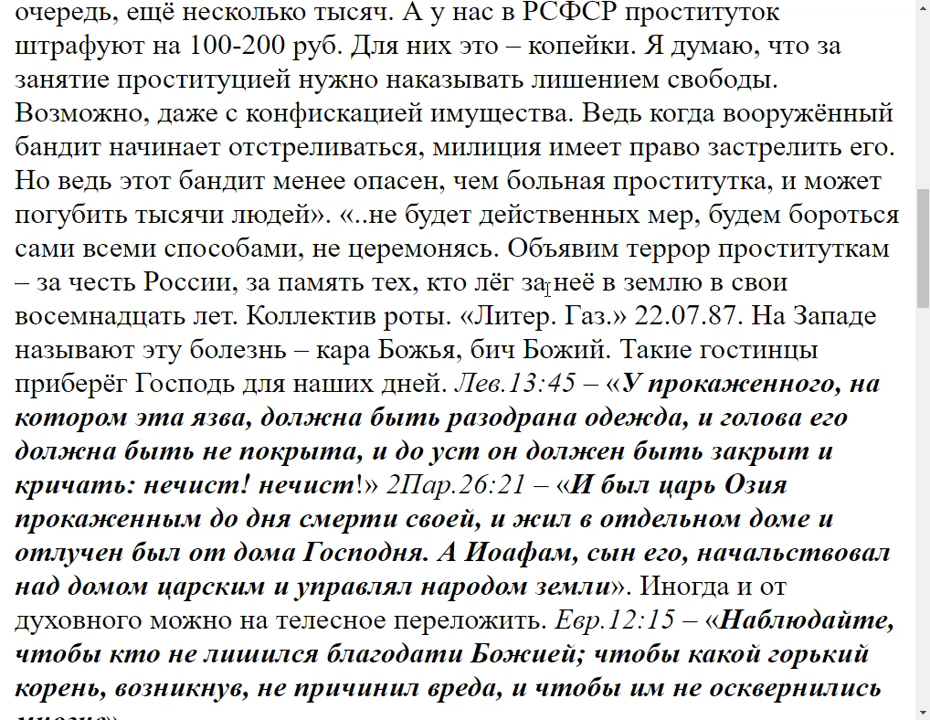 очередь, ещё несколько тысяч. А у нас в РСФСР проституток
штрафуют на 100-200 руб. Для них это – копейки. Я думаю, что за
занятие проституцией нужно наказывать лишением свободы.
Возможно, даже с конфискацией имущества. Ведь когда вооружённый
бандит начинает отстреливаться, милиция имеет право застрелить его.
Но ведь этот бандит менее опасен, чем больная проститутка, и может
погубить тысячи людей». «..не будет действенных мер, будем бороться
сами всеми способами, не церемонясь. Объявим террор проституткам
– за честь России, за память тех, кто лёг за неё в землю в свои
восемнадцать лет. Коллектив роты. «Литер. Газ.» 22.07.87. На Западе
называют эту болезнь – кара Божья, бич Божий. Такие гостинцы
приберёг Господь для наших дней. Лев.13:45 – «У прокаженного, на
котором эта язва, должна быть разодрана одежда, и голова его
должна быть не покрыта, и до уст он должен быть закрыт и
кричать: нечист! нечист!» 2Пар.26:21 – «И был царь Озия
прокаженным до дня смерти своей, и жил в отдельном доме и
отлучен был от дома Господня. А Иоафам, сын его, начальствовал
над домом царским и управлял народом земли». Иногда и от
духовного можно на телесное переложить. Евр.12:15 – «Наблюдайте,
чтобы кто не лишился благодати Божией; чтобы какой горький
корень, возникнув, не причинил вреда, и чтобы им не осквернились
многие»